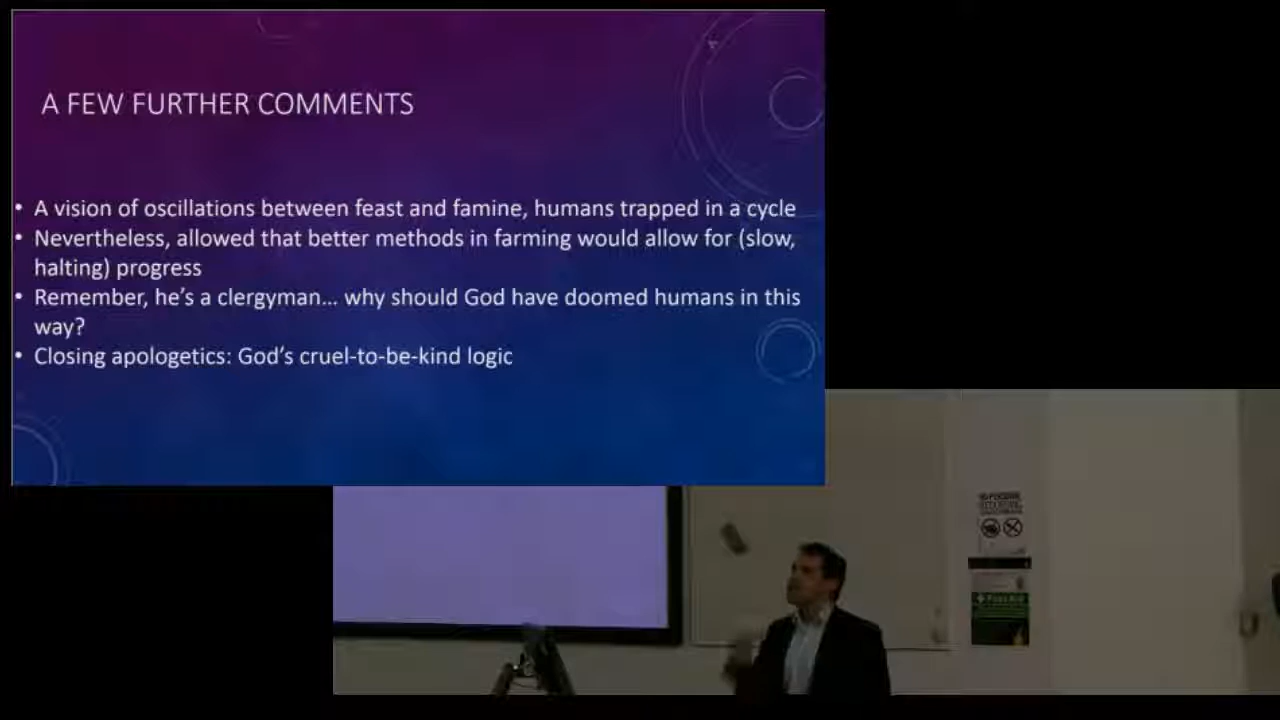 A FEW FURTHER COMMENTS
• A vision of oscillations between feast and famine, humans trapped in a cycle
• Nevertheless, allowed that better methods in farming would allow for (slow,
halting) progress
• Remember, he's a clergyman... why should God have doomed humans in this
way?
• Closing apologetics: God's cruel-to-be-kind logic